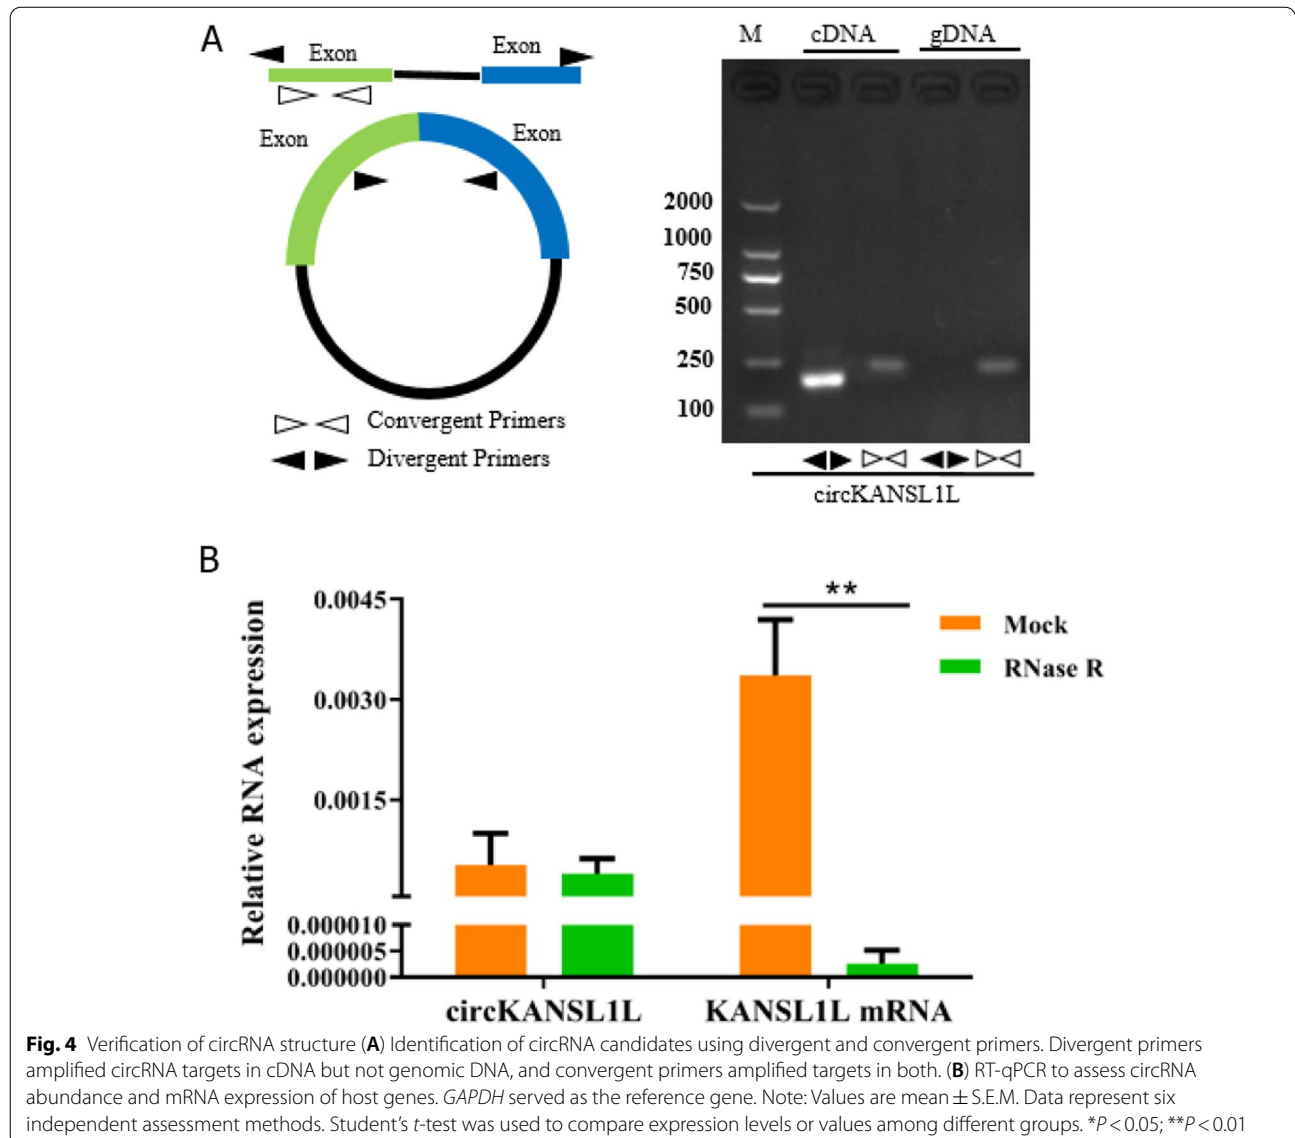 A
Exon
Exon
Exon
Exon
Convergent Primers
Divergent Primers
M cDNA gDNA
2000
1000
750
500
250
100
circKANSL1L
B
Relative RNA expression
0.0045
0.0030
0.0015
0.000010
0.000005
0.000000
**
Mock
RNase R
circKANSL1L KANSL1L mRNA
Fig. 4 Verification of circRNA structure (A) Identification of circRNA candidates using divergent and convergent primers. Divergent primers
amplified circRNA targets in cDNA but not genomic DNA, and convergent primers amplified targets in both. (B) RT-qPCR to assess circRNA
abundance and mRNA expression of host genes. GAPDH served as the reference gene. Note: Values are mean ± S.E.M. Data represent six
independent assessment methods. Student's t-test was used to compare expression levels or values among different groups. *P < 0.05; **P < 0.01